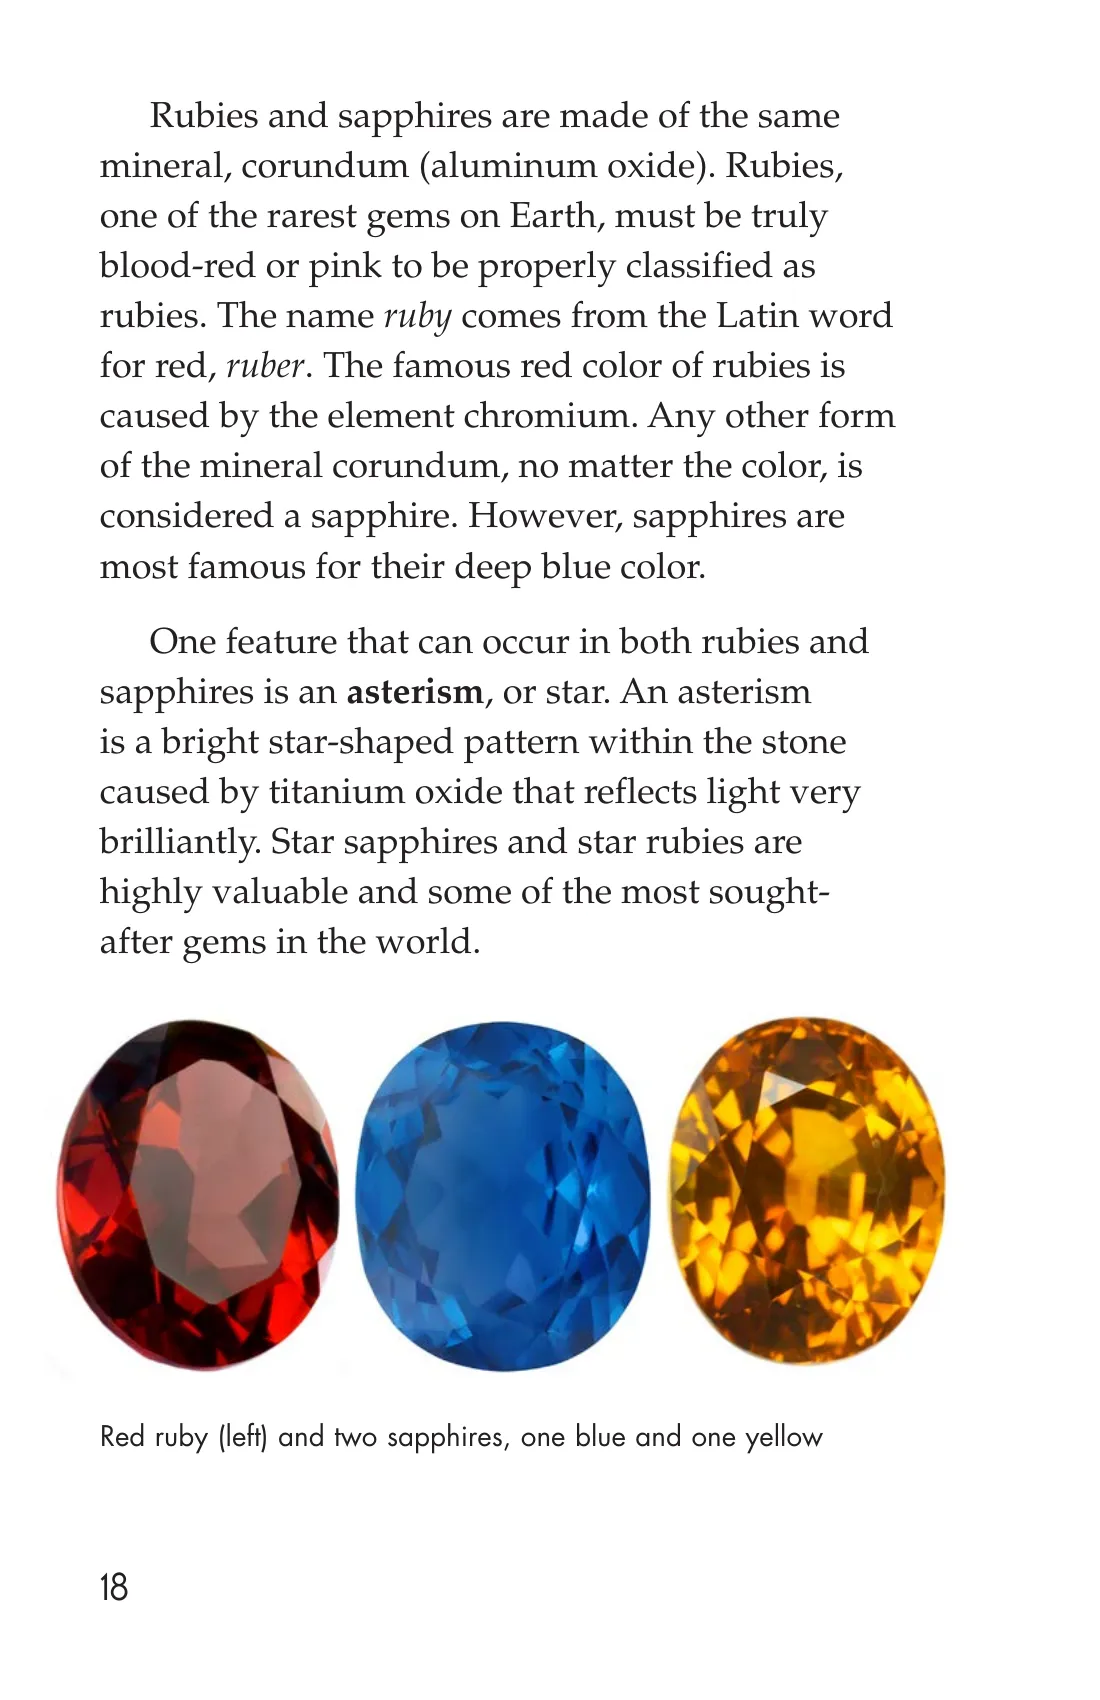 Rubies and sapphires are made of the same
mineral, corundum (aluminum oxide). Rubies,
one of the rarest gems on Earth, must be truly
blood-red or pink to be properly classified as
rubies. The name ruby comes from the Latin word
for red, ruber. The famous red color of rubies is
caused by the element chromium. Any other form
of the mineral corundum, no matter the color, is
considered a sapphire. However, sapphires are
most famous for their deep blue color.
One feature that can occur in both rubies and
sapphires is an asterism, or star. An asterism
is a bright star-shaped pattern within the stone
caused by titanium oxide that reflects light very
brilliantly. Star sapphires and star rubies are
highly valuable and some of the most sought-
after gems in the world.
Red ruby (left) and two sapphires, one blue and one yellow
18